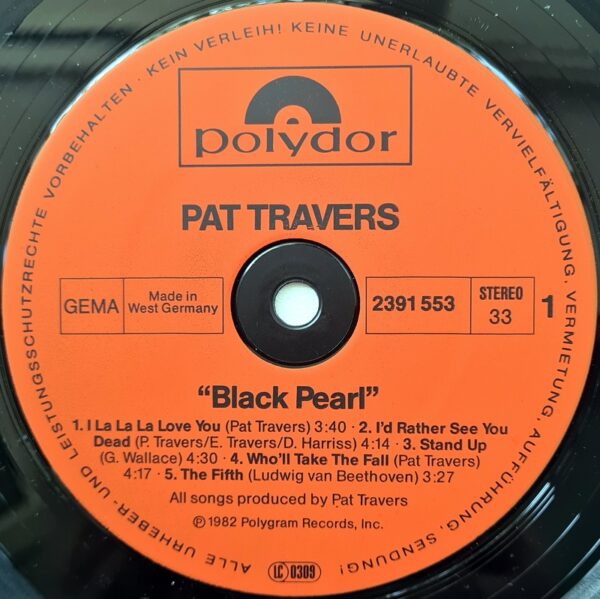 ALLE URHEBER- UND LEISTUNGSSCHUTZRECHTE VORBEHALTEN · KEIN VERLEIH! KEINE UNERLAUBTE VERVIELFÄLTIGUNG, VERMIETUNG, AUFFÜHRUNG, SENDUNG!
polydor
PAT TRAVERS
GEMA
Made in
West Germany
2391 553
STEREO
33
1
“Black Pearl”
1. I La La La Love You (Pat Travers) 3:40 · 2. I'd Rather See You
Dead (P. Travers/E. Travers/D. Harriss) 4:14 · 3. Stand Up
(G. Wallace) 4:30 · 4. Who'll Take The Fall (Pat Travers)
4:17 · 5. The Fifth (Ludwig van Beethoven) 3:27
All songs produced by Pat Travers
Ⓟ 1982 Polygram Records, Inc.
LC 0309